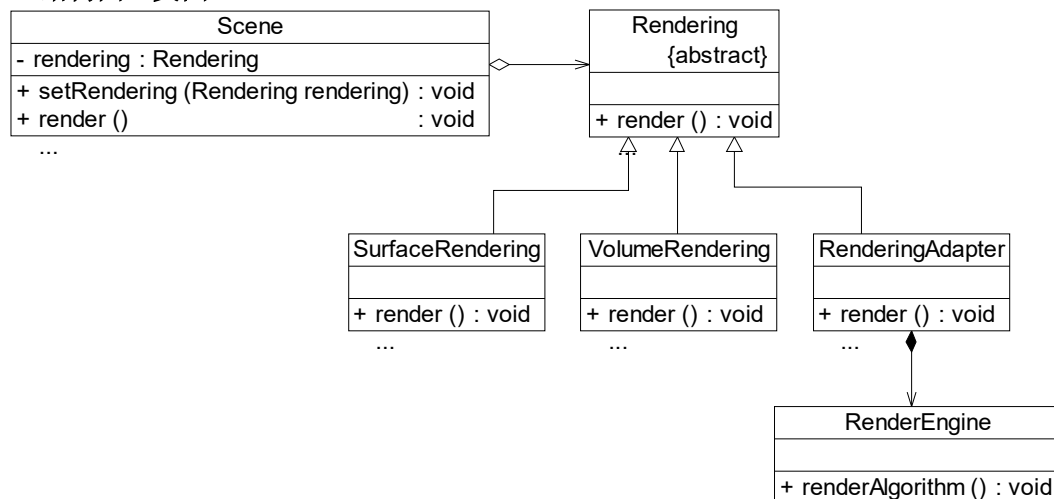 Scene
- rendering : Rendering
+ setRendering (Rendering rendering) : void
+ render () : void
...
Rendering
{abstract}
+ render () : void
...
SurfaceRendering
+ render () : void
...
VolumeRendering
+ render () : void
...
RenderingAdapter
+ render () : void
...
RenderEngine
+ renderAlgorithm () : void